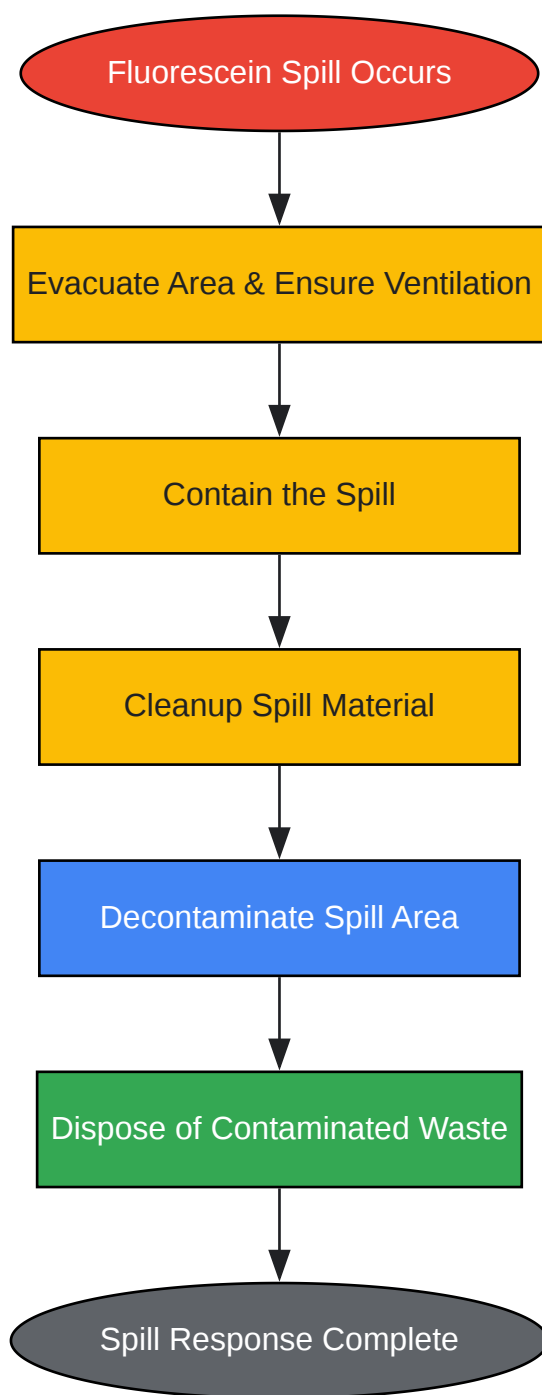 Fluorescein Spill Occurs
Evacuate Area & Ensure Ventilation
Contain the Spill
Cleanup Spill Material
Decontaminate Spill Area
Dispose of Contaminated Waste
Spill Response Complete